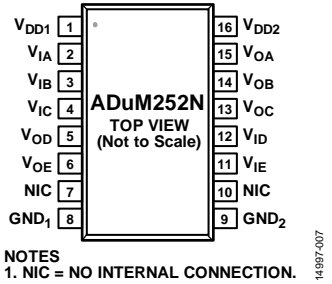 VDD1 1 16 VDD2
VIA 2 15 VOA
VIB 3 14 VOB
VIC 4 ADuM252N 13 VOC
TOP VIEW
(Not to Scale)
VOD 5 12 VID
VOE 6 11 VIE
NIC 7 10 NIC
GND1 8 9 GND2
NOTES
1. NIC = NO INTERNAL CONNECTION.
14997-007